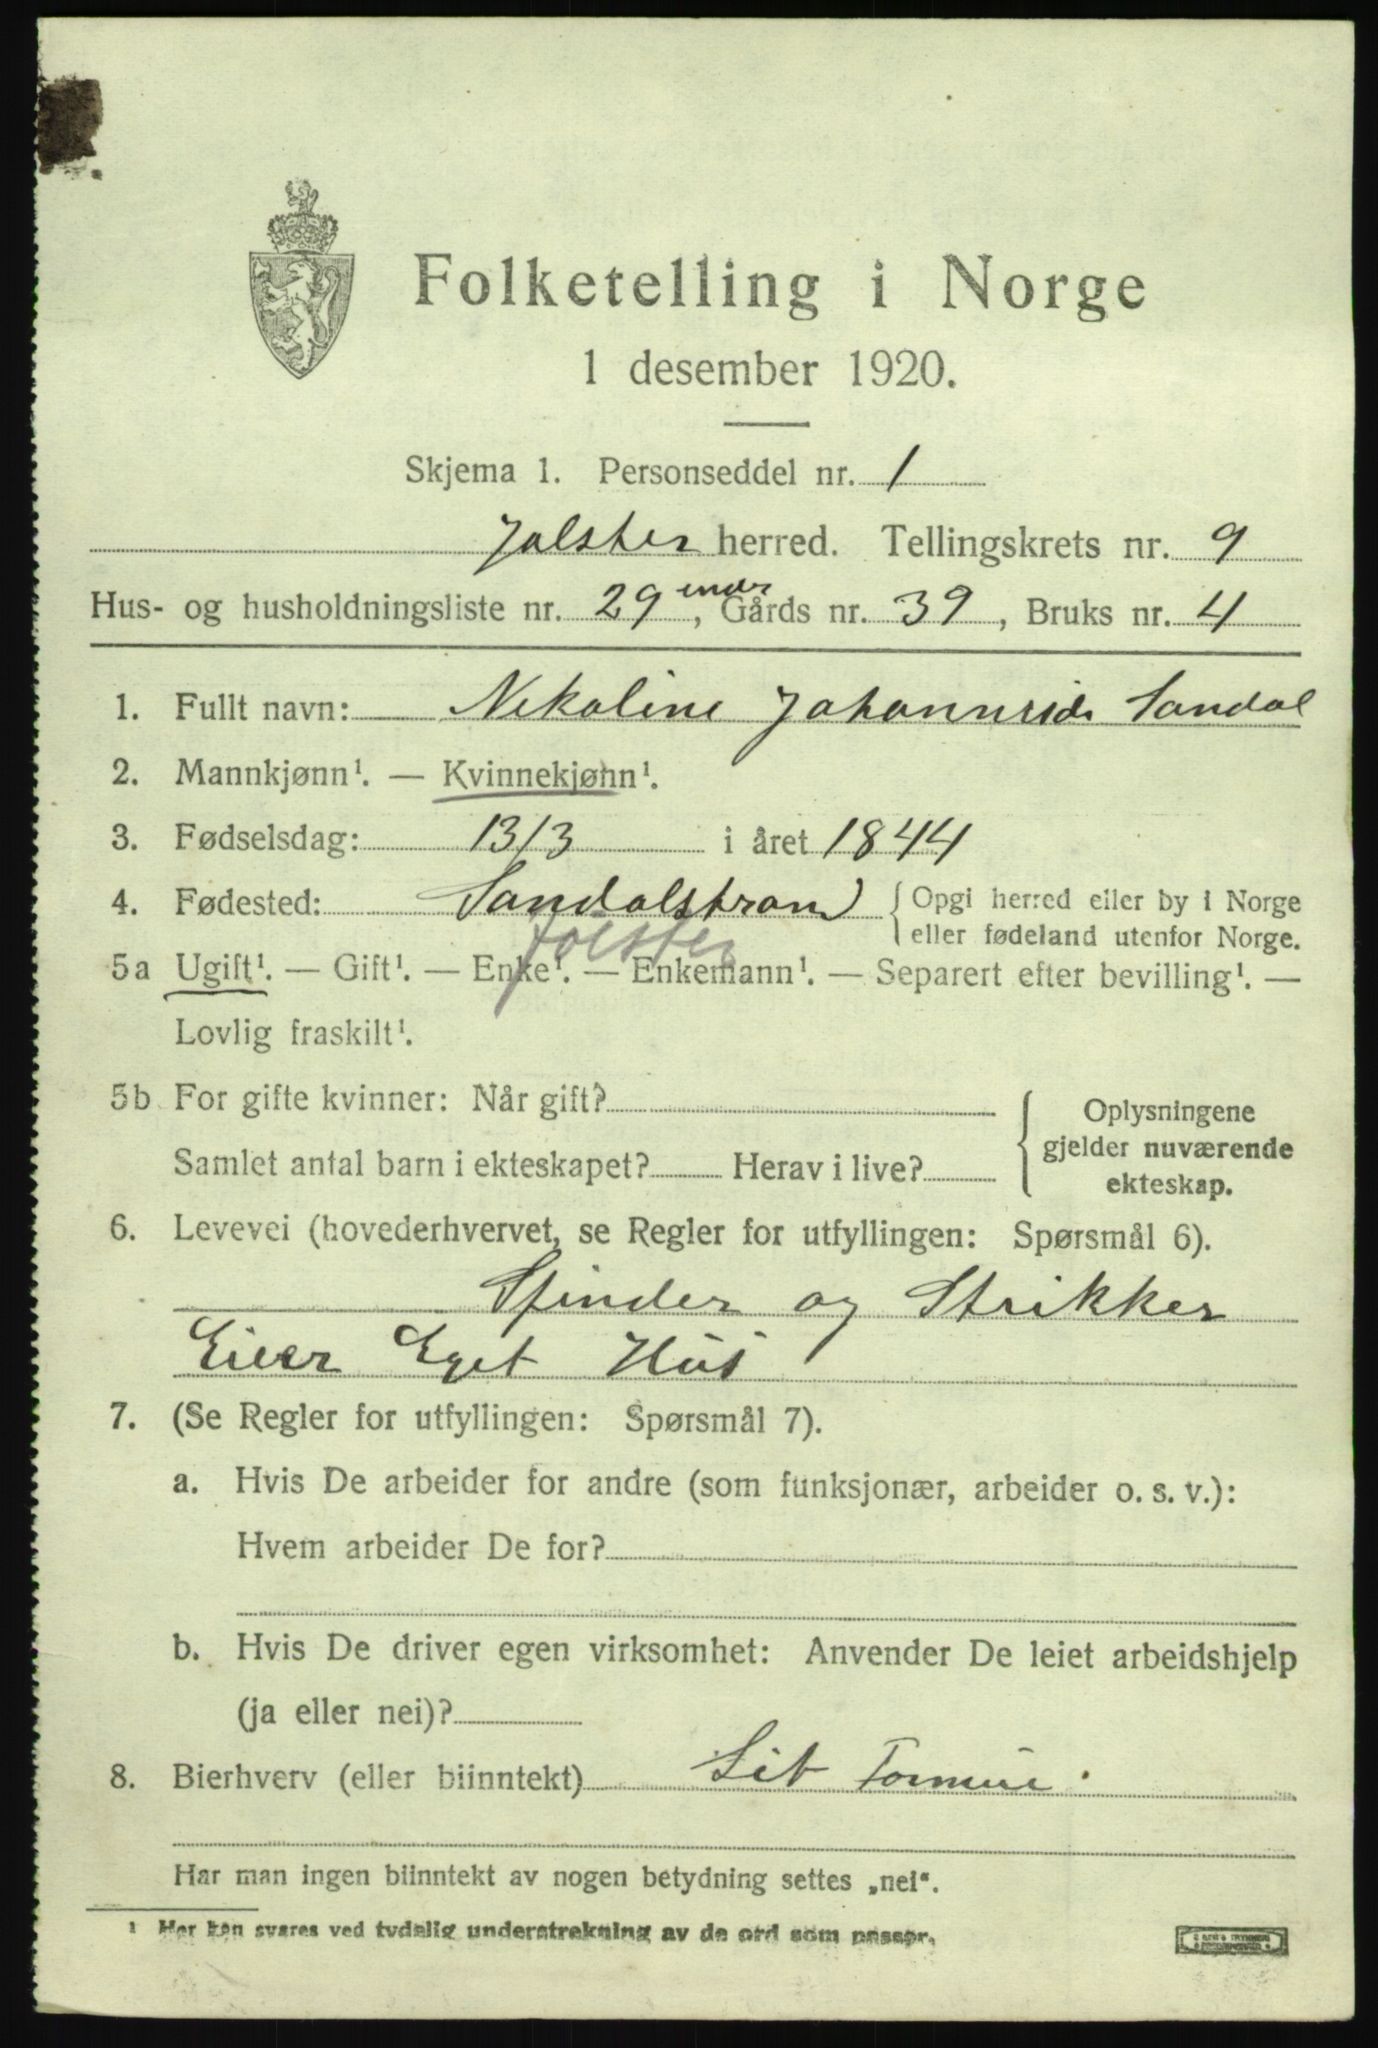 Folketelling i Norge
1 desember 1920.
Skjema 1. Personseddel nr. 1
Jølster herred. Tellingskrets nr. 9
Hus- og husholdningsliste nr. 29, Gårds nr. 39, Bruks nr. 4
1. Fullt navn: Nekoline Sandal
2. Mannkjønn¹. — Kvinnekjønn¹.
3. Fødselsdag: 13/3 i året 1844
4. Fødested: Sandalstrand { Opgi herred eller by i Norge
eller fødeland utenfor Norge.
Jølster
5a Ugift¹. — Gift¹. — Enke¹. — Enkemann¹. — Separert efter bevilling¹. —
Lovlig fraskilt¹.
5b For gifte kvinner: Når gift?
Samlet antal barn i ekteskapet? Herav i live?
Oplysningene
gjelder nuværende
ekteskap.
6. Levevei (hovederhvervet, se Regler for utfyllingen: Spørsmål 6).
Spinder og Strikker
Eier Eget Hus
7. (Se Regler for utfyllingen: Spørsmål 7).
a. Hvis De arbeider for andre (som funksjonær, arbeider o. s. v.):
Hvem arbeider De for?
b. Hvis De driver egen virksomhet: Anvender De leiet arbeidshjelp
(ja eller nei)?
8. Bierhverv (eller biinntekt) Lit Formue.
Har man ingen biinntekt av nogen betydning settes „nei“.
¹ Her kan svares ved tydelig understrekning av de ord som passer.